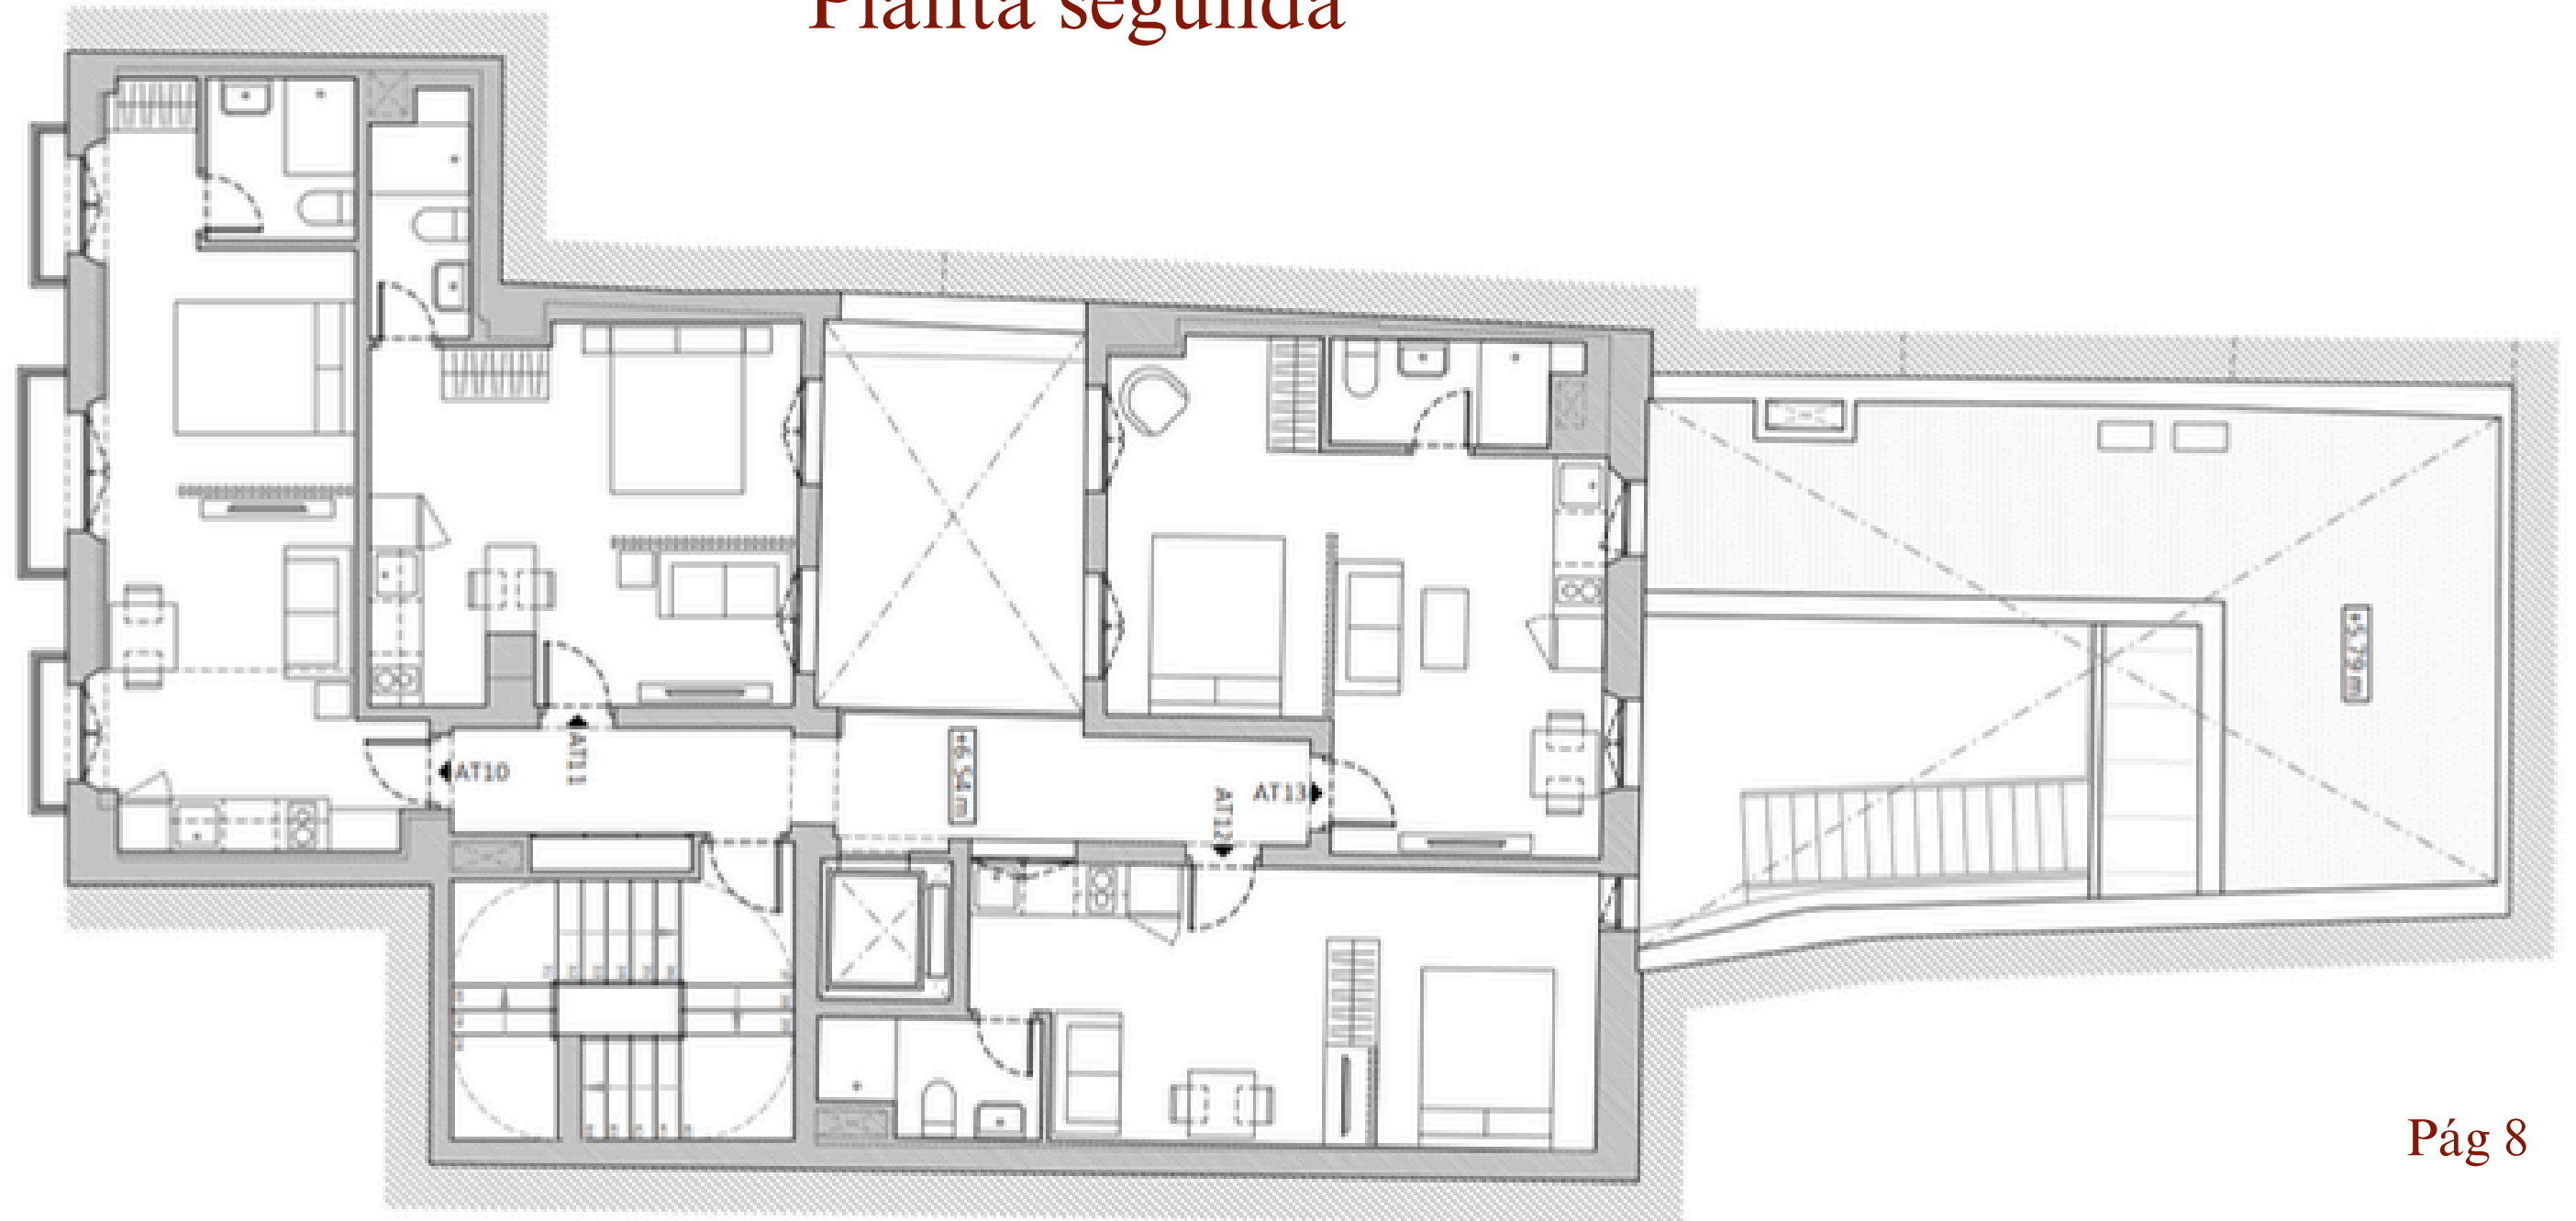 Planta segunda
AT11
AT10
+6.54 m
AT12
AT13
+5.79 m
Pág 8